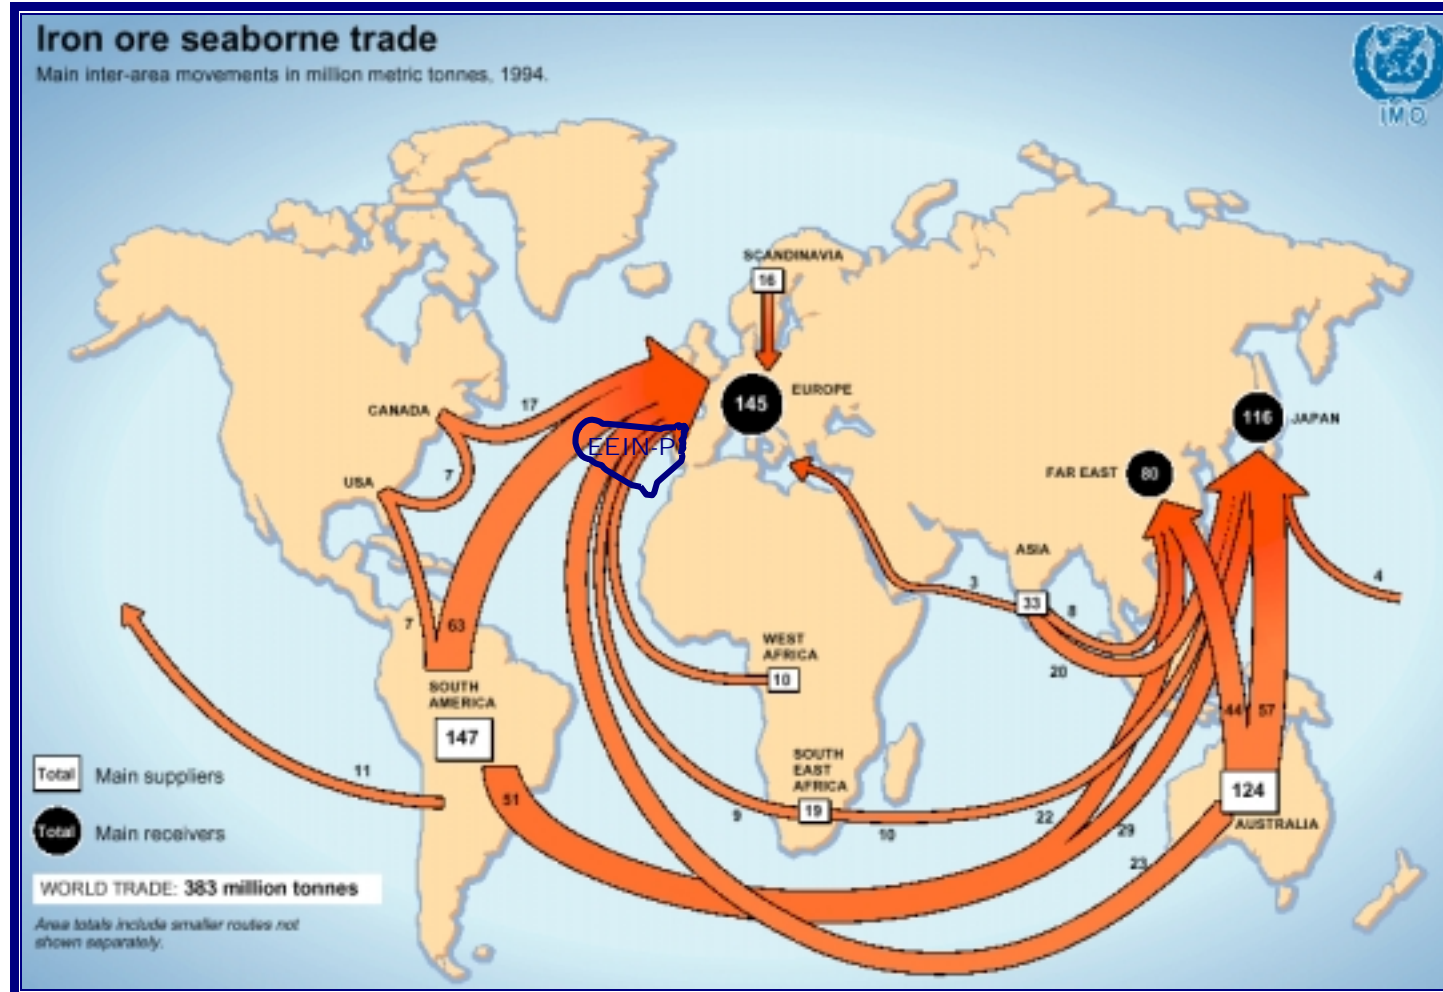 Iron ore seaborne trade
Main inter-area movements in million metric tonnes, 1994.
IMO
SCANDINAVIA
16
EUROPE
145
CANADA
17
116
JAPAN
EEIN-P
7
USA
FAR EAST
80
ASIA
3
33
8
4
7
63
WEST
AFRICA
10
20
SOUTH
AMERICA
147
44
57
SOUTH
EAST
AFRICA
19
11
51
9
10
22
29
23
124
AUSTRALIA
Total
Main suppliers
Total
Main receivers
WORLD TRADE: 383 million tonnes
Area totals include smaller routes not
shown separately.